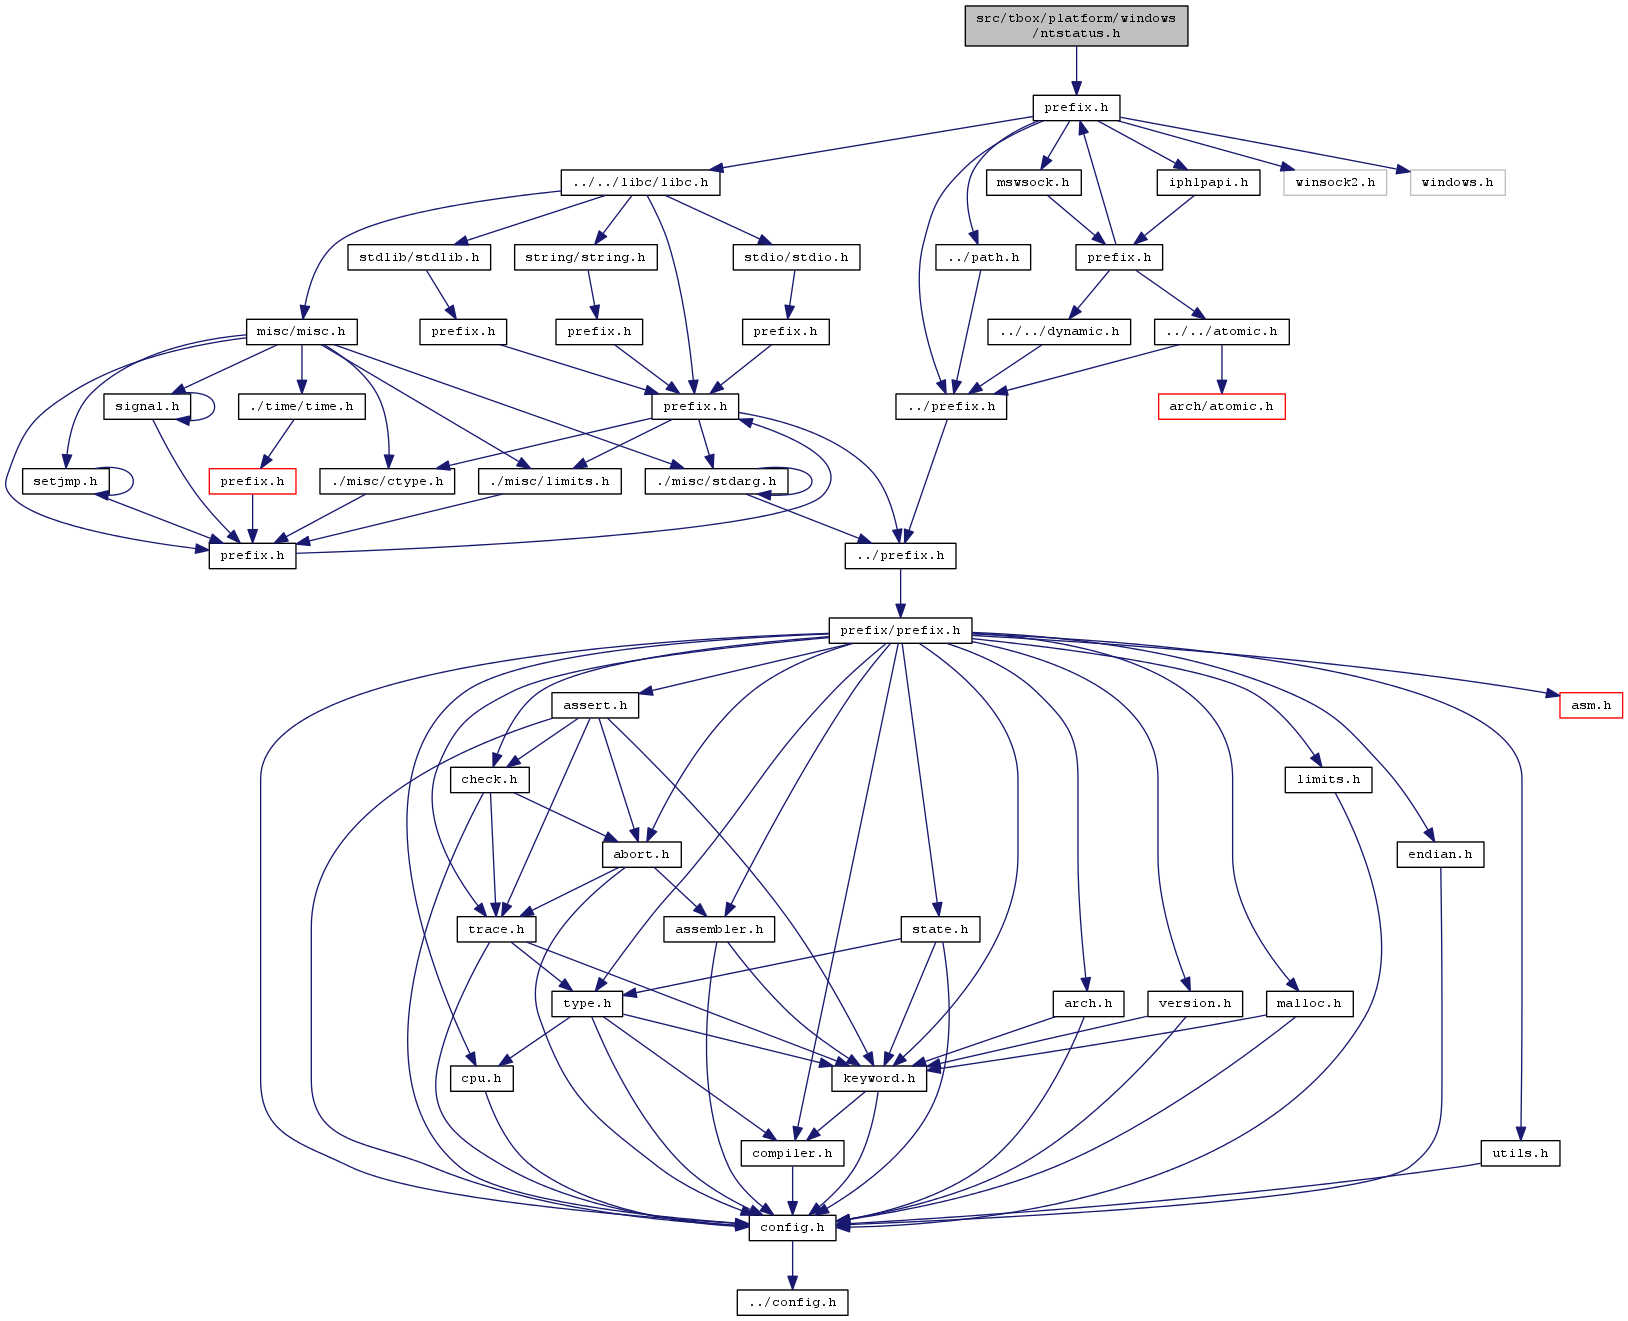 src/tbox/platform/windows
/ntstatus.h
prefix.h
../../libc/libc.h
mswsock.h
iphlpapi.h
winsock2.h
windows.h
stdlib/stdlib.h
string/string.h
stdio/stdio.h
../path.h
prefix.h
misc/misc.h
prefix.h
prefix.h
prefix.h
../../dynamic.h
../../atomic.h
signal.h
./time/time.h
prefix.h
../prefix.h
arch/atomic.h
setjmp.h
prefix.h
./misc/ctype.h
./misc/limits.h
./misc/stdarg.h
prefix.h
../prefix.h
prefix/prefix.h
assert.h
asm.h
check.h
limits.h
abort.h
endian.h
trace.h
assembler.h
state.h
type.h
arch.h
version.h
malloc.h
cpu.h
keyword.h
compiler.h
utils.h
config.h
../config.h